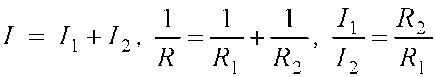 I = I₁ + I₂, 1/R = 1/R₁ + 1/R₂, I₁/I₂ = R₂/R₁